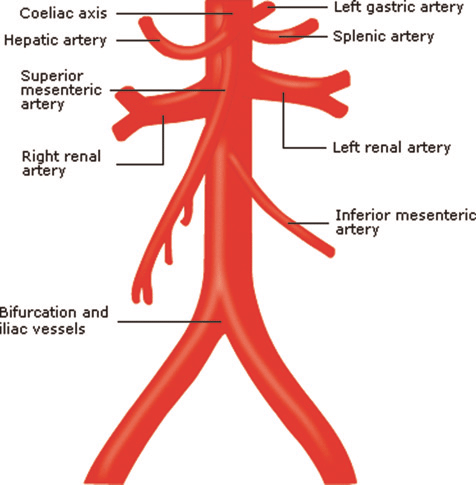 Coeliac axis
Hepatic artery
Superior
mesenteric
artery
Right renal
artery
Bifurcation and
iliac vessels
Left gastric artery
Splenic artery
Left renal artery
Inferior mesenteric
artery